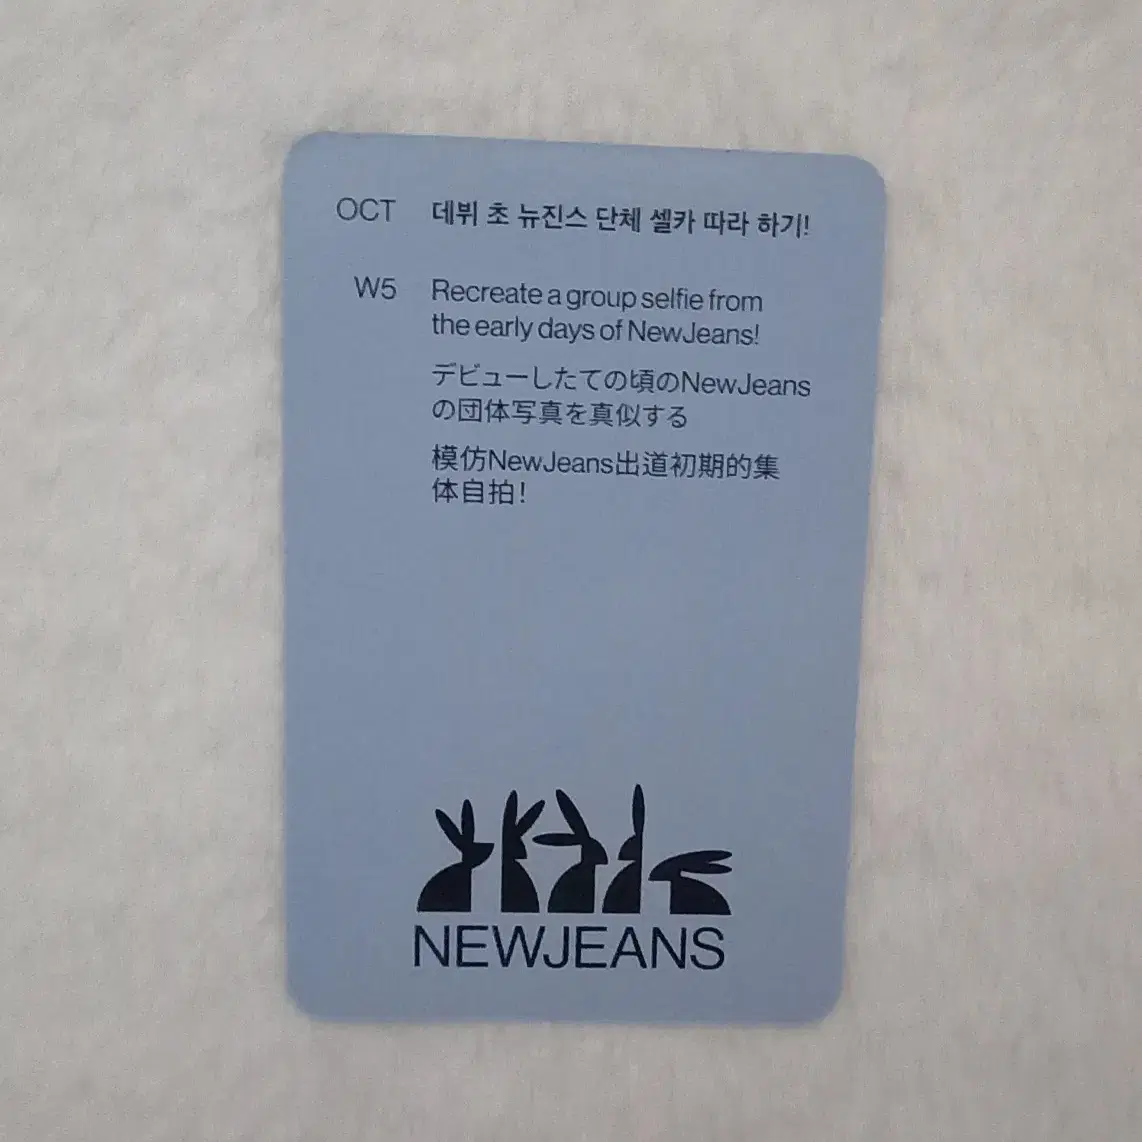 OCT 데뷔 초 뉴진스 단체 셀카 따라 하기!
W5 Recreate a group selfie from
the early days of NewJeans!
デビューしたての頃のNewJeans
の団体写真を真似する
模仿NewJeans出道初期的集
体自拍!
NEWJEANS